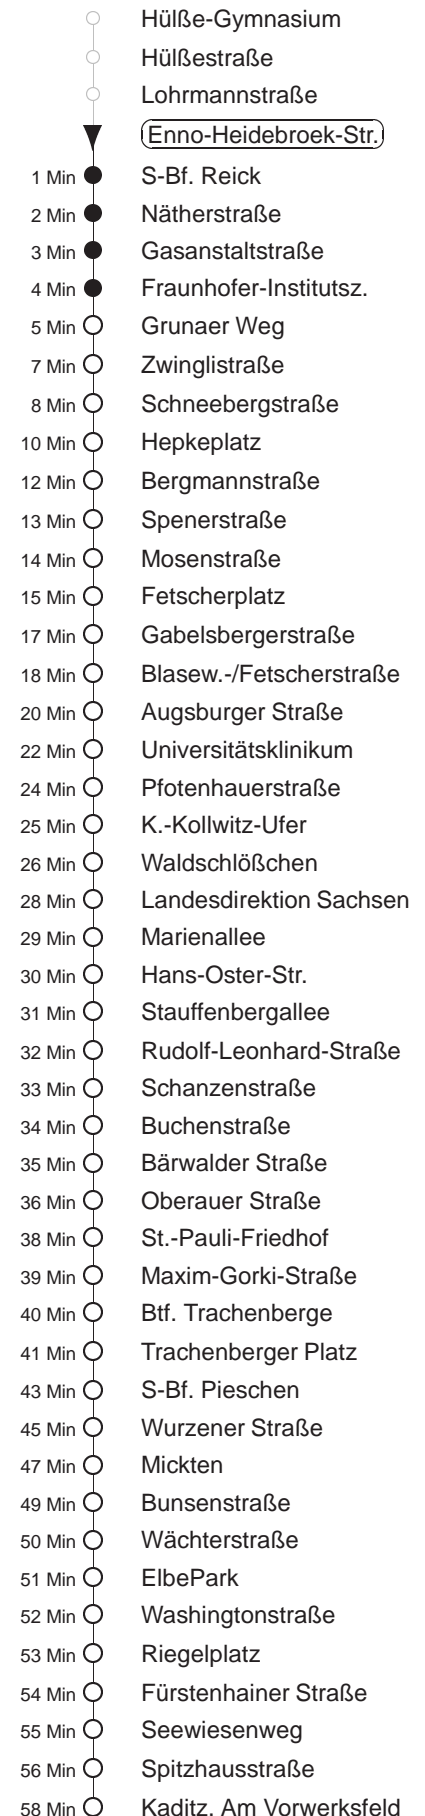 Hülße-Gymnasium
Hülßestraße
Lohrmannstraße
Enno-Heidebroek-Str.
1 Min S-Bf. Reick
2 Min Nätherstraße
3 Min Gasanstaltstraße
4 Min Fraunhofer-Institutsz.
5 Min Grunaer Weg
7 Min Zwinglistraße
8 Min Schneebergstraße
10 Min Hepkeplatz
12 Min Bergmannstraße
13 Min Spenerstraße
14 Min Mosenstraße
15 Min Fetscherplatz
17 Min Gabelsbergerstraße
18 Min Blasew.-/Fetscherstraße
20 Min Augsburger Straße
22 Min Universitätsklinikum
24 Min Pfotenhauerstraße
25 Min K.-Kollwitz-Ufer
26 Min Waldschlößchen
28 Min Landesdirektion Sachsen
29 Min Marienallee
30 Min Hans-Oster-Str.
31 Min Stauffenbergallee
32 Min Rudolf-Leonhard-Straße
33 Min Schanzenstraße
34 Min Buchenstraße
35 Min Bärwalder Straße
36 Min Oberauer Straße
38 Min St.-Pauli-Friedhof
39 Min Maxim-Gorki-Straße
40 Min Btf. Trachenberge
41 Min Trachenberger Platz
43 Min S-Bf. Pieschen
45 Min Wurzener Straße
47 Min Mickten
49 Min Bunsenstraße
50 Min Wächterstraße
51 Min ElbePark
52 Min Washingtonstraße
53 Min Riegelplatz
54 Min Fürstenhainer Straße
55 Min Seewiesenweg
56 Min Spitzhausstraße
58 Min Kaditz, Am Vorwerksfeld